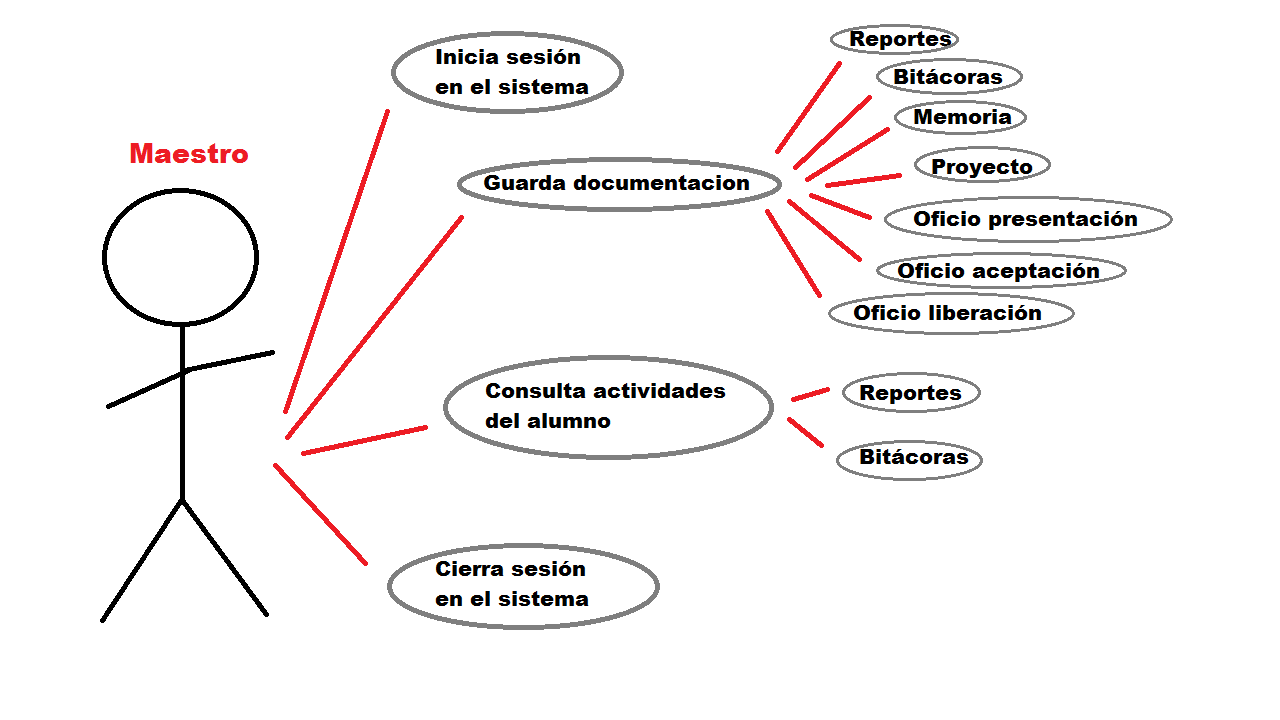 Maestro
Inicia sesión
en el sistema
Guarda documentacion
Reportes
Bitácoras
Memoria
Proyecto
Oficio presentación
Oficio aceptación
Oficio liberación
Consulta actividades
del alumno
Reportes
Bitácoras
Cierra sesión
en el sistema